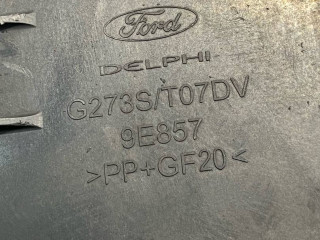 Ford
DELPHI
G273S/T07DV
9E857
>PP+GF20<